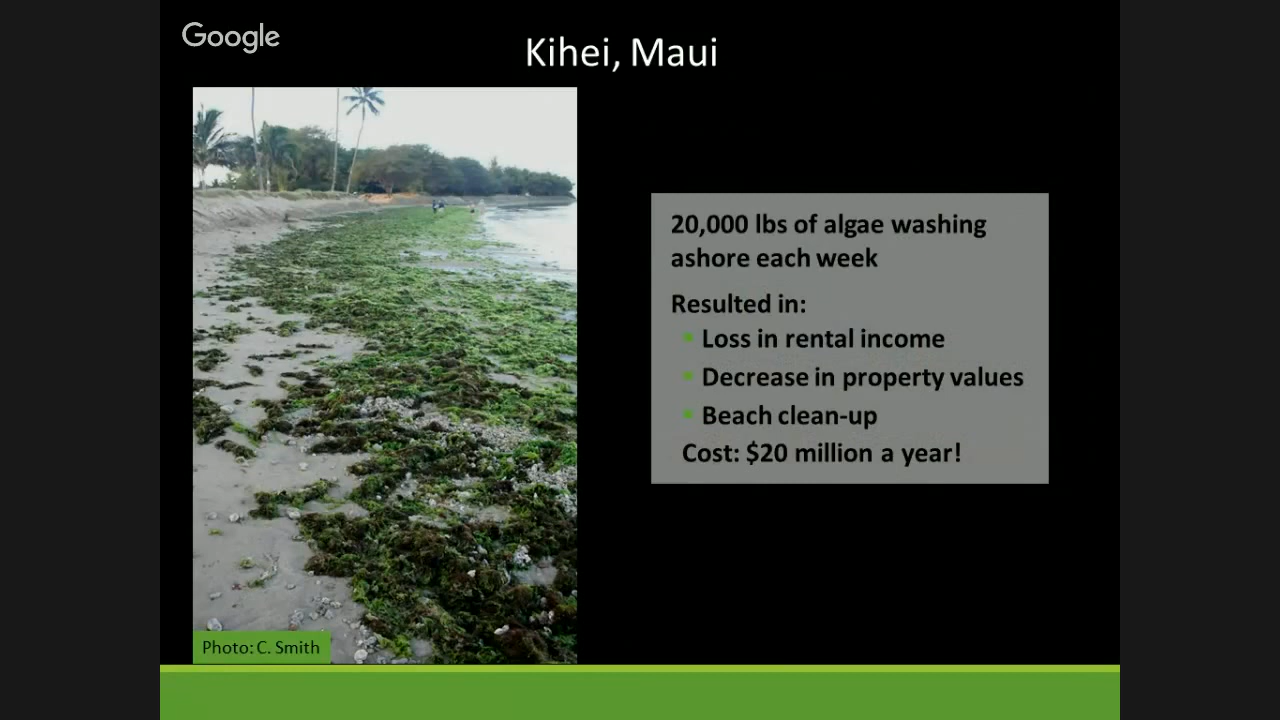 Google
Kihei, Maui
20,000 lbs of algae washing
ashore each week
Resulted in:
Loss in rental income
Decrease in property values
Beach clean-up
Cost: $20 million a year!
Photo: C. Smith